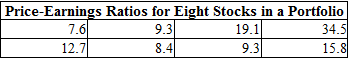 Price-Earnings Ratios for Eight Stocks in a Portfolio
7.6 9.3 19.1 34.5
12.7 8.4 9.3 15.8